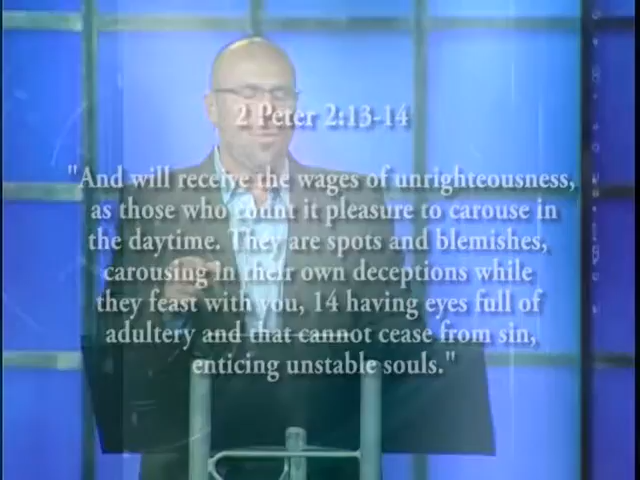 2 Peter 2:13-14
"And will receive the wages of unrighteousness,
as those who count it pleasure to carouse in
the daytime. They are spots and blemishes,
carousing in their own deceptions while
they feast with you, 14 having eyes full of
adultery and that cannot cease from sin,
enticing unstable souls."